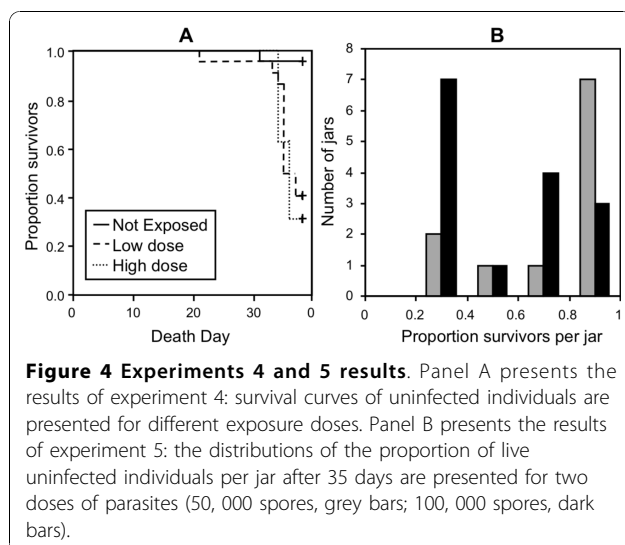 A
B
1.0
0.8
0.6
0.4
0.2
0.0
Proportion survivors
Not Exposed
Low dose
High dose
0
10
20
30
0
Death Day
8
7
6
5
4
3
2
1
0
Number of jars
0
0.2
0.4
0.6
0.8
1
Proportion survivors per jar
Figure 4 Experiments 4 and 5 results. Panel A presents the
results of experiment 4: survival curves of uninfected individuals are
presented for different exposure doses. Panel B presents the results
of experiment 5: the distributions of the proportion of live
uninfected individuals per jar after 35 days are presented for two
doses of parasites (50, 000 spores, grey bars; 100, 000 spores, dark
bars).